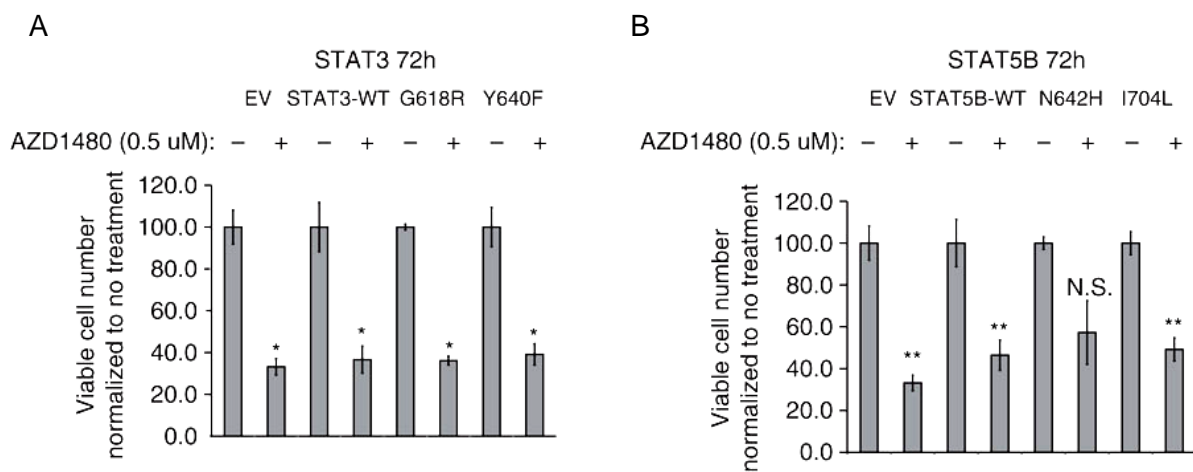 A
STAT3 72h
EV STAT3-WT G618R Y640F
AZD1480 (0.5 uM): – + – + – + – +
Viable cell number
normalized to no treatment
120.0
100.0
80.0
60.0
40.0
20.0
0.0
* * * *
B
STAT5B 72h
EV STAT5B-WT N642H I704L
AZD1480 (0.5 uM): – + – + – + – +
Viable cell number
normalized to no treatment
120.0
100.0
80.0
60.0
40.0
20.0
0.0
** ** N.S. **